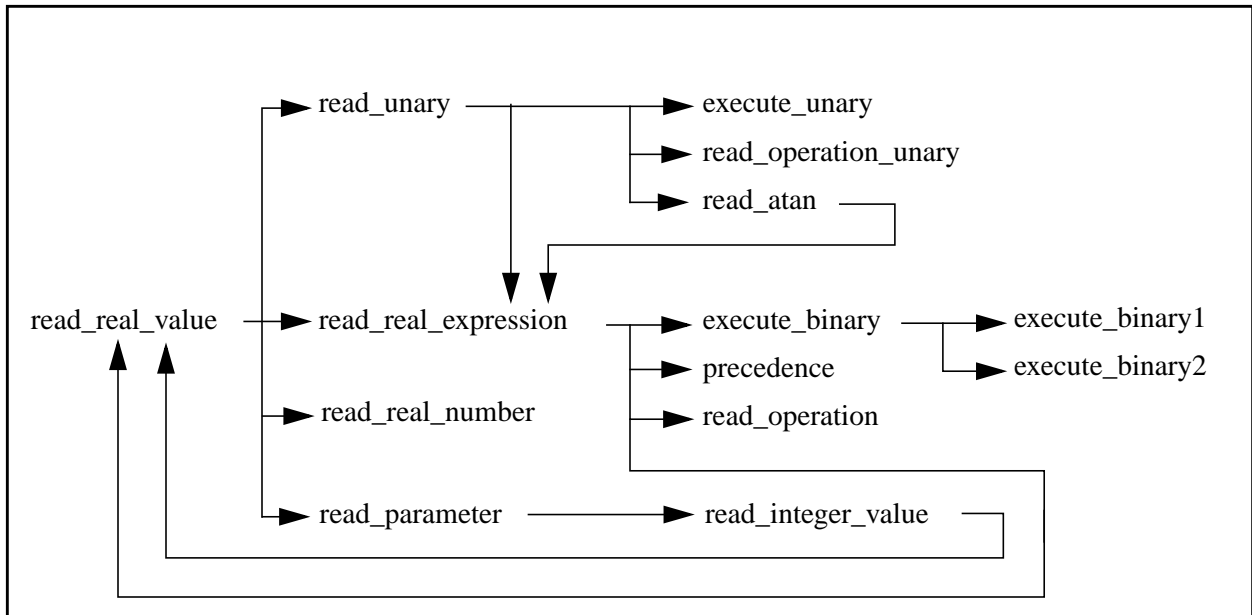 read_unary
execute_unary
read_operation_unary
read_atan
read_real_value
read_real_expression
execute_binary
execute_binary1
precedence
execute_binary2
read_real_number
read_operation
read_parameter
read_integer_value